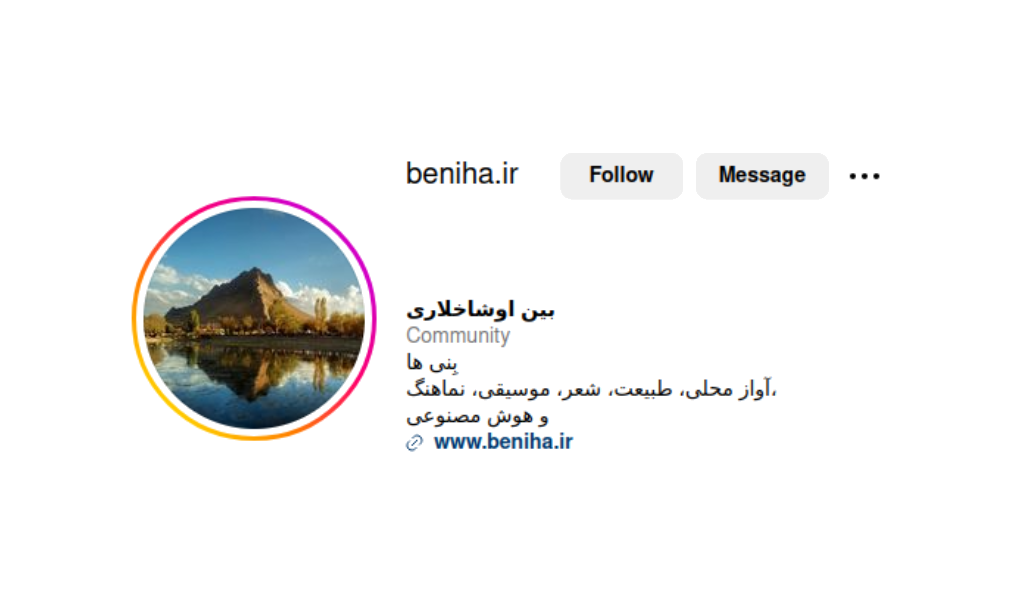 beniha.ir Follow Message •••
بین اوشاخلاری
Community
بِنی ها
آواز محلی، طبیعت، شعر، موسیقی، نماهنگ،
و هوش مصنوعی
www.beniha.ir